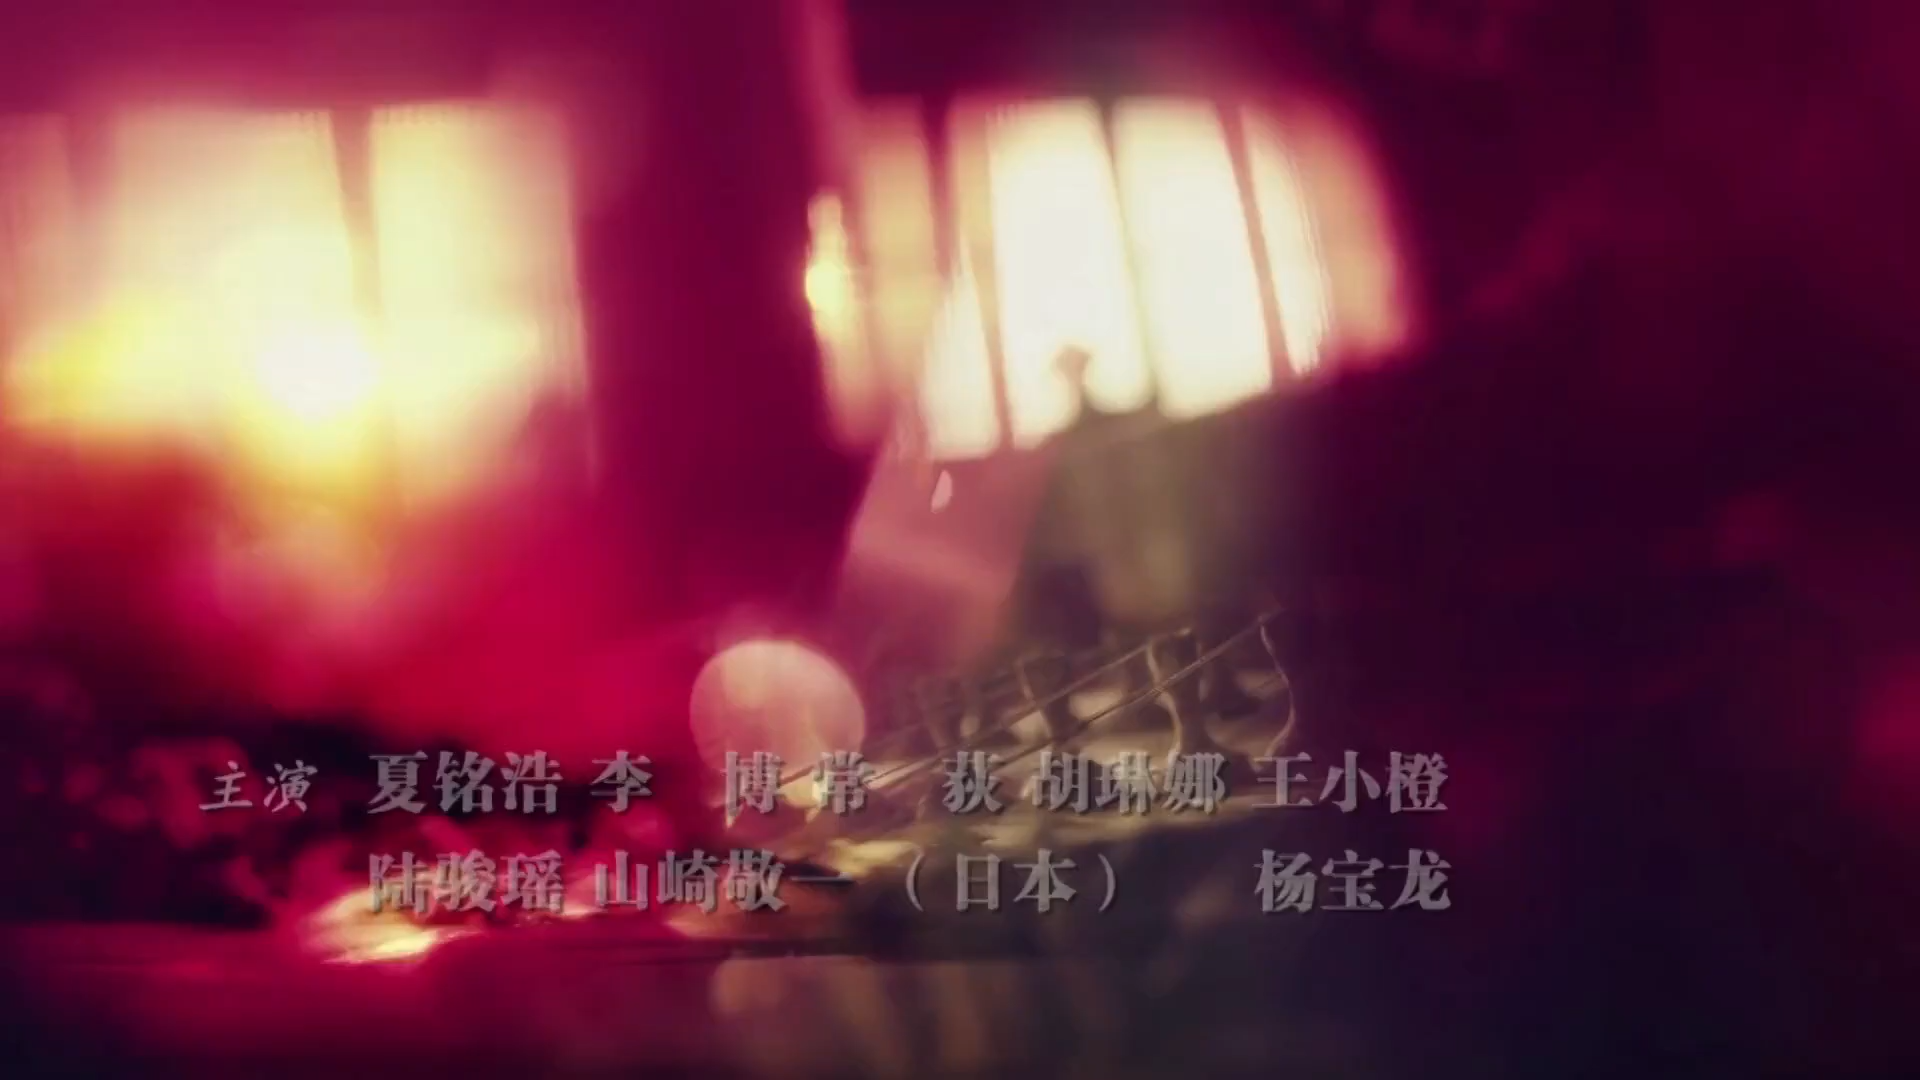 主演 夏铭浩 李 博 常 荻 胡琳娜 王小橙
陆骏瑶 山崎敬一（日本） 杨宝龙